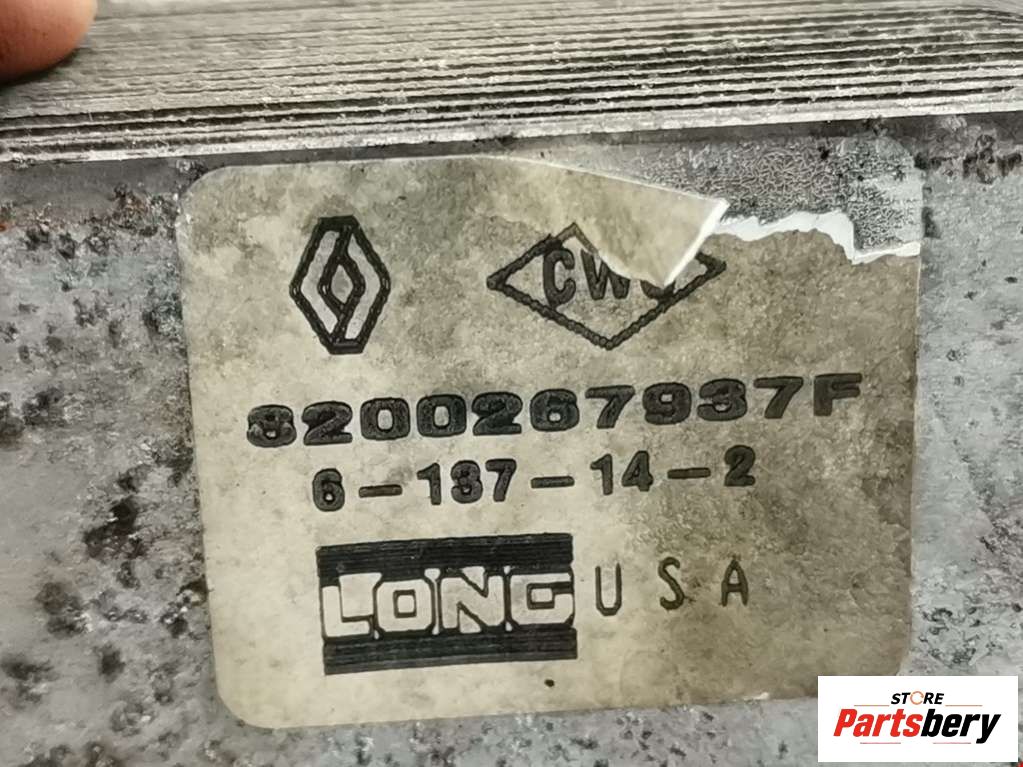 8200267937F
6-137-14-2
LONG USA
STORE
Partsbery